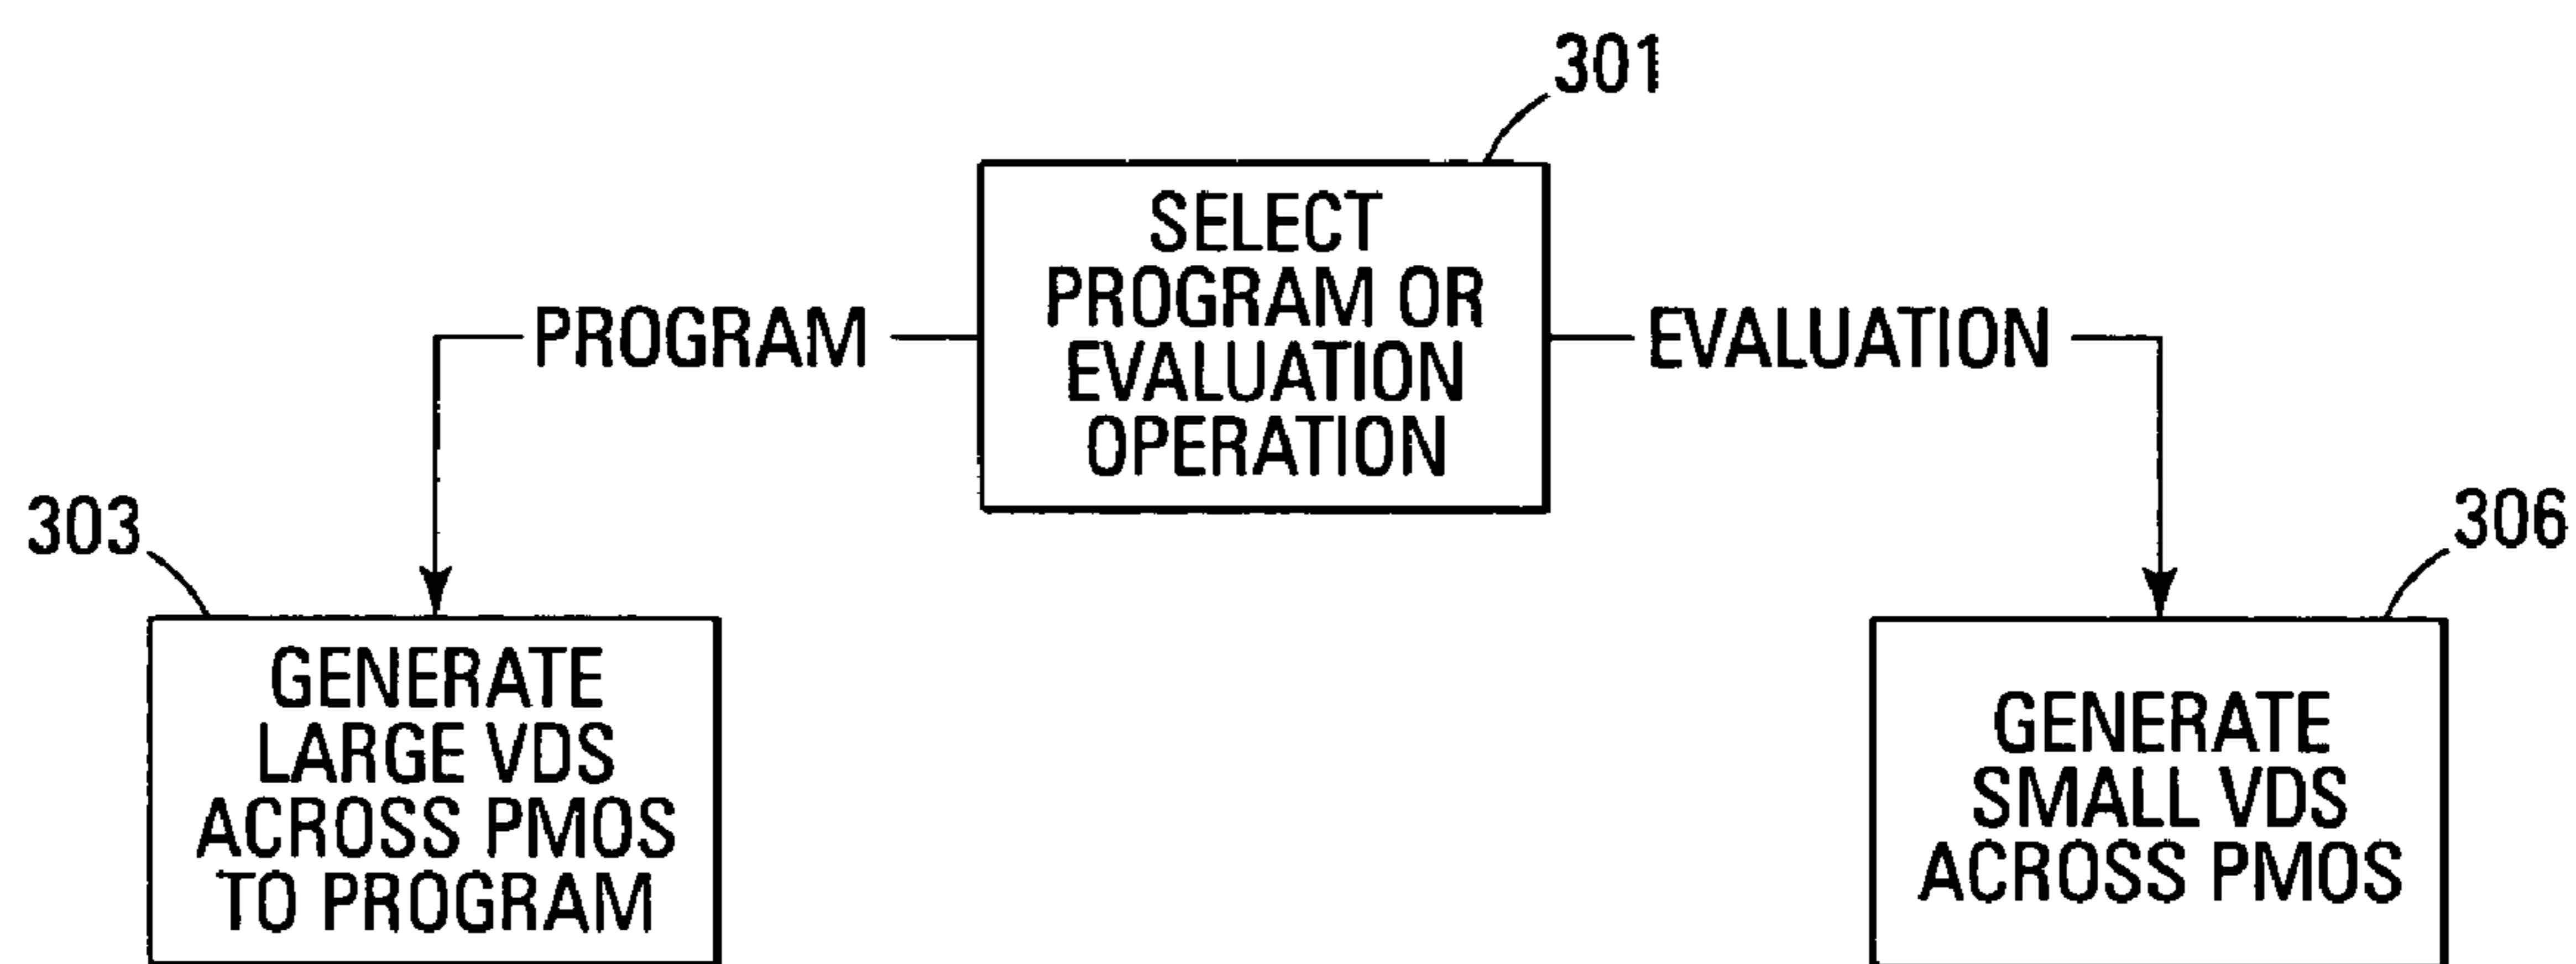 301
SELECT
PROGRAM OR
EVALUATION
OPERATION
PROGRAM
EVALUATION
303
GENERATE
LARGE VDS
ACROSS PMOS
TO PROGRAM
306
GENERATE
SMALL VDS
ACROSS PMOS